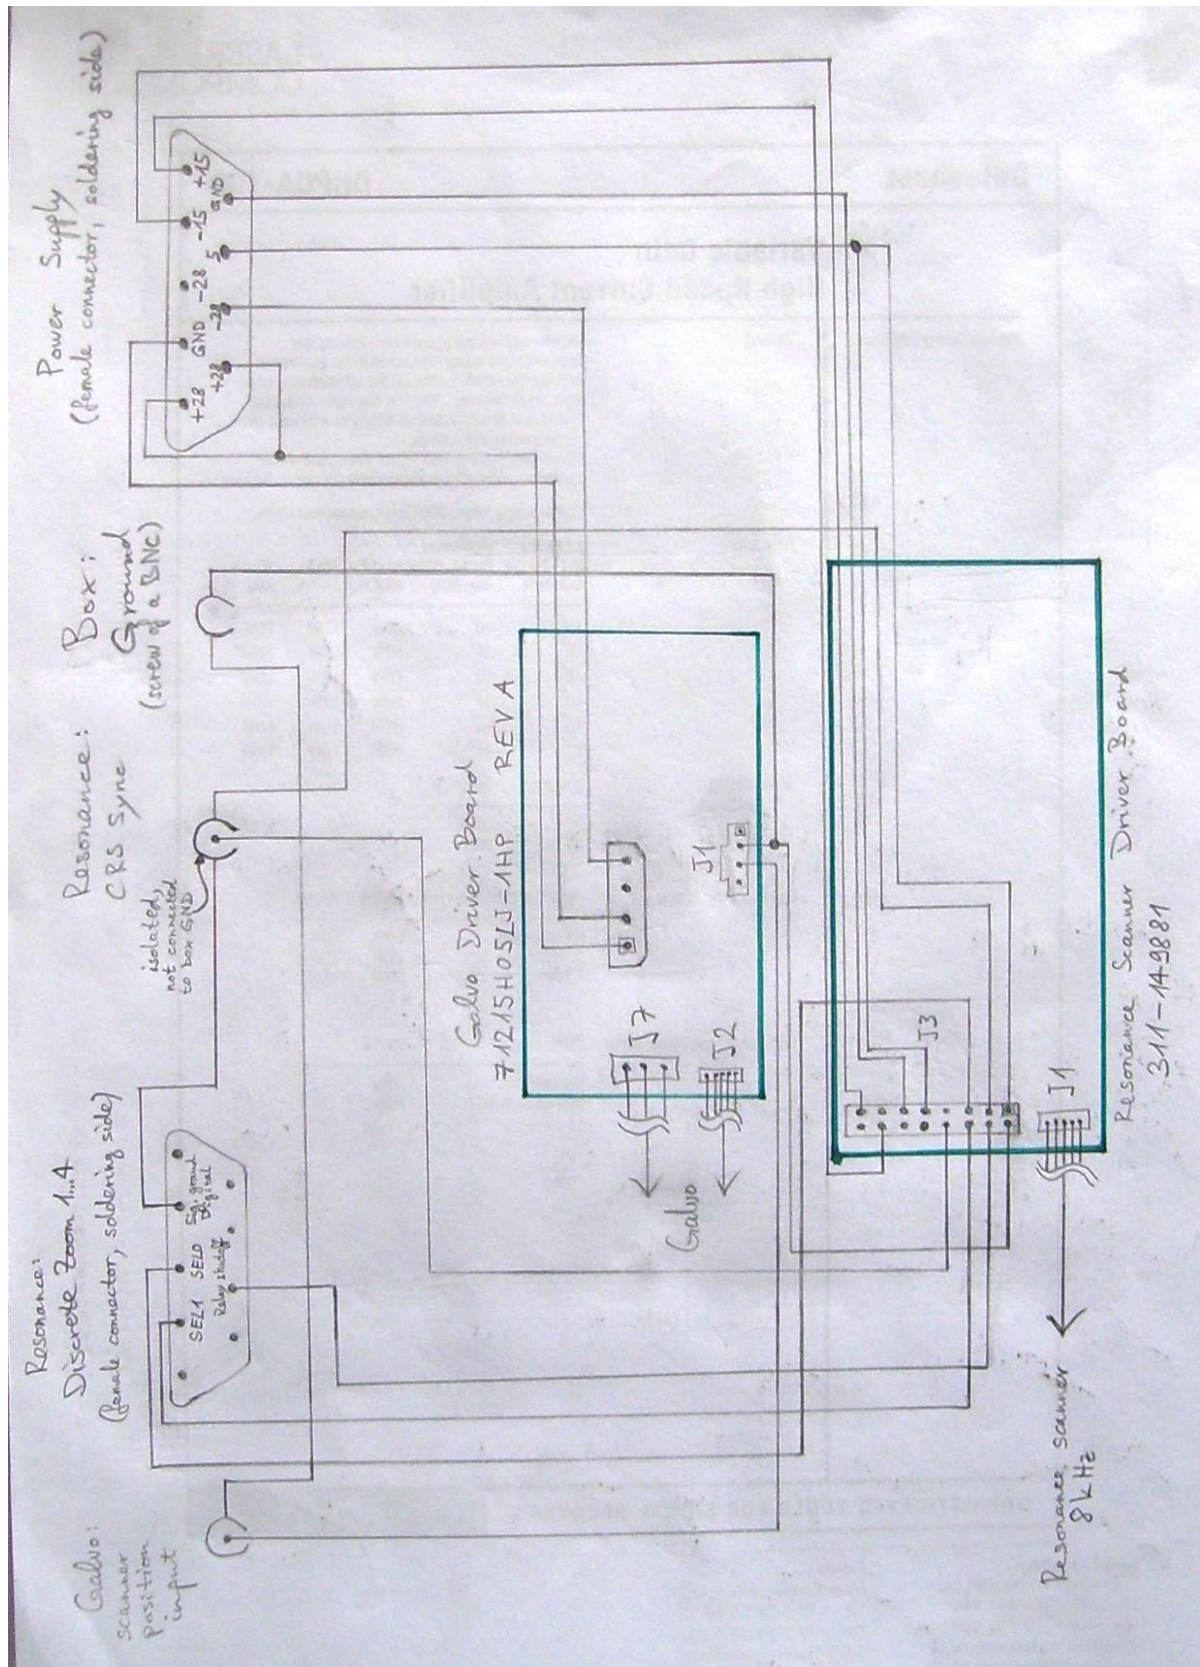 Galvo:
scanner
position
input
Resonance:
Discrete Zoom 1...4
(female connector, soldering side)
SEL1 SEL0 Sig. ground
Digital
Relay shutoff
Resonance:
CRS Sync
isolated,
not connected
to box GND
Box:
Ground
(screw of a BNC)
Power Supply
(female connector, soldering side)
+28 GND -28 -15 +15
+28 -28 5 GND
Galvo Driver Board
71215H05LJ-1HP REV A
J7
J1
J2
Galvo
J3
J1
Resonance scanner
8kHz
Resonance Scanner Driver Board
311-149881